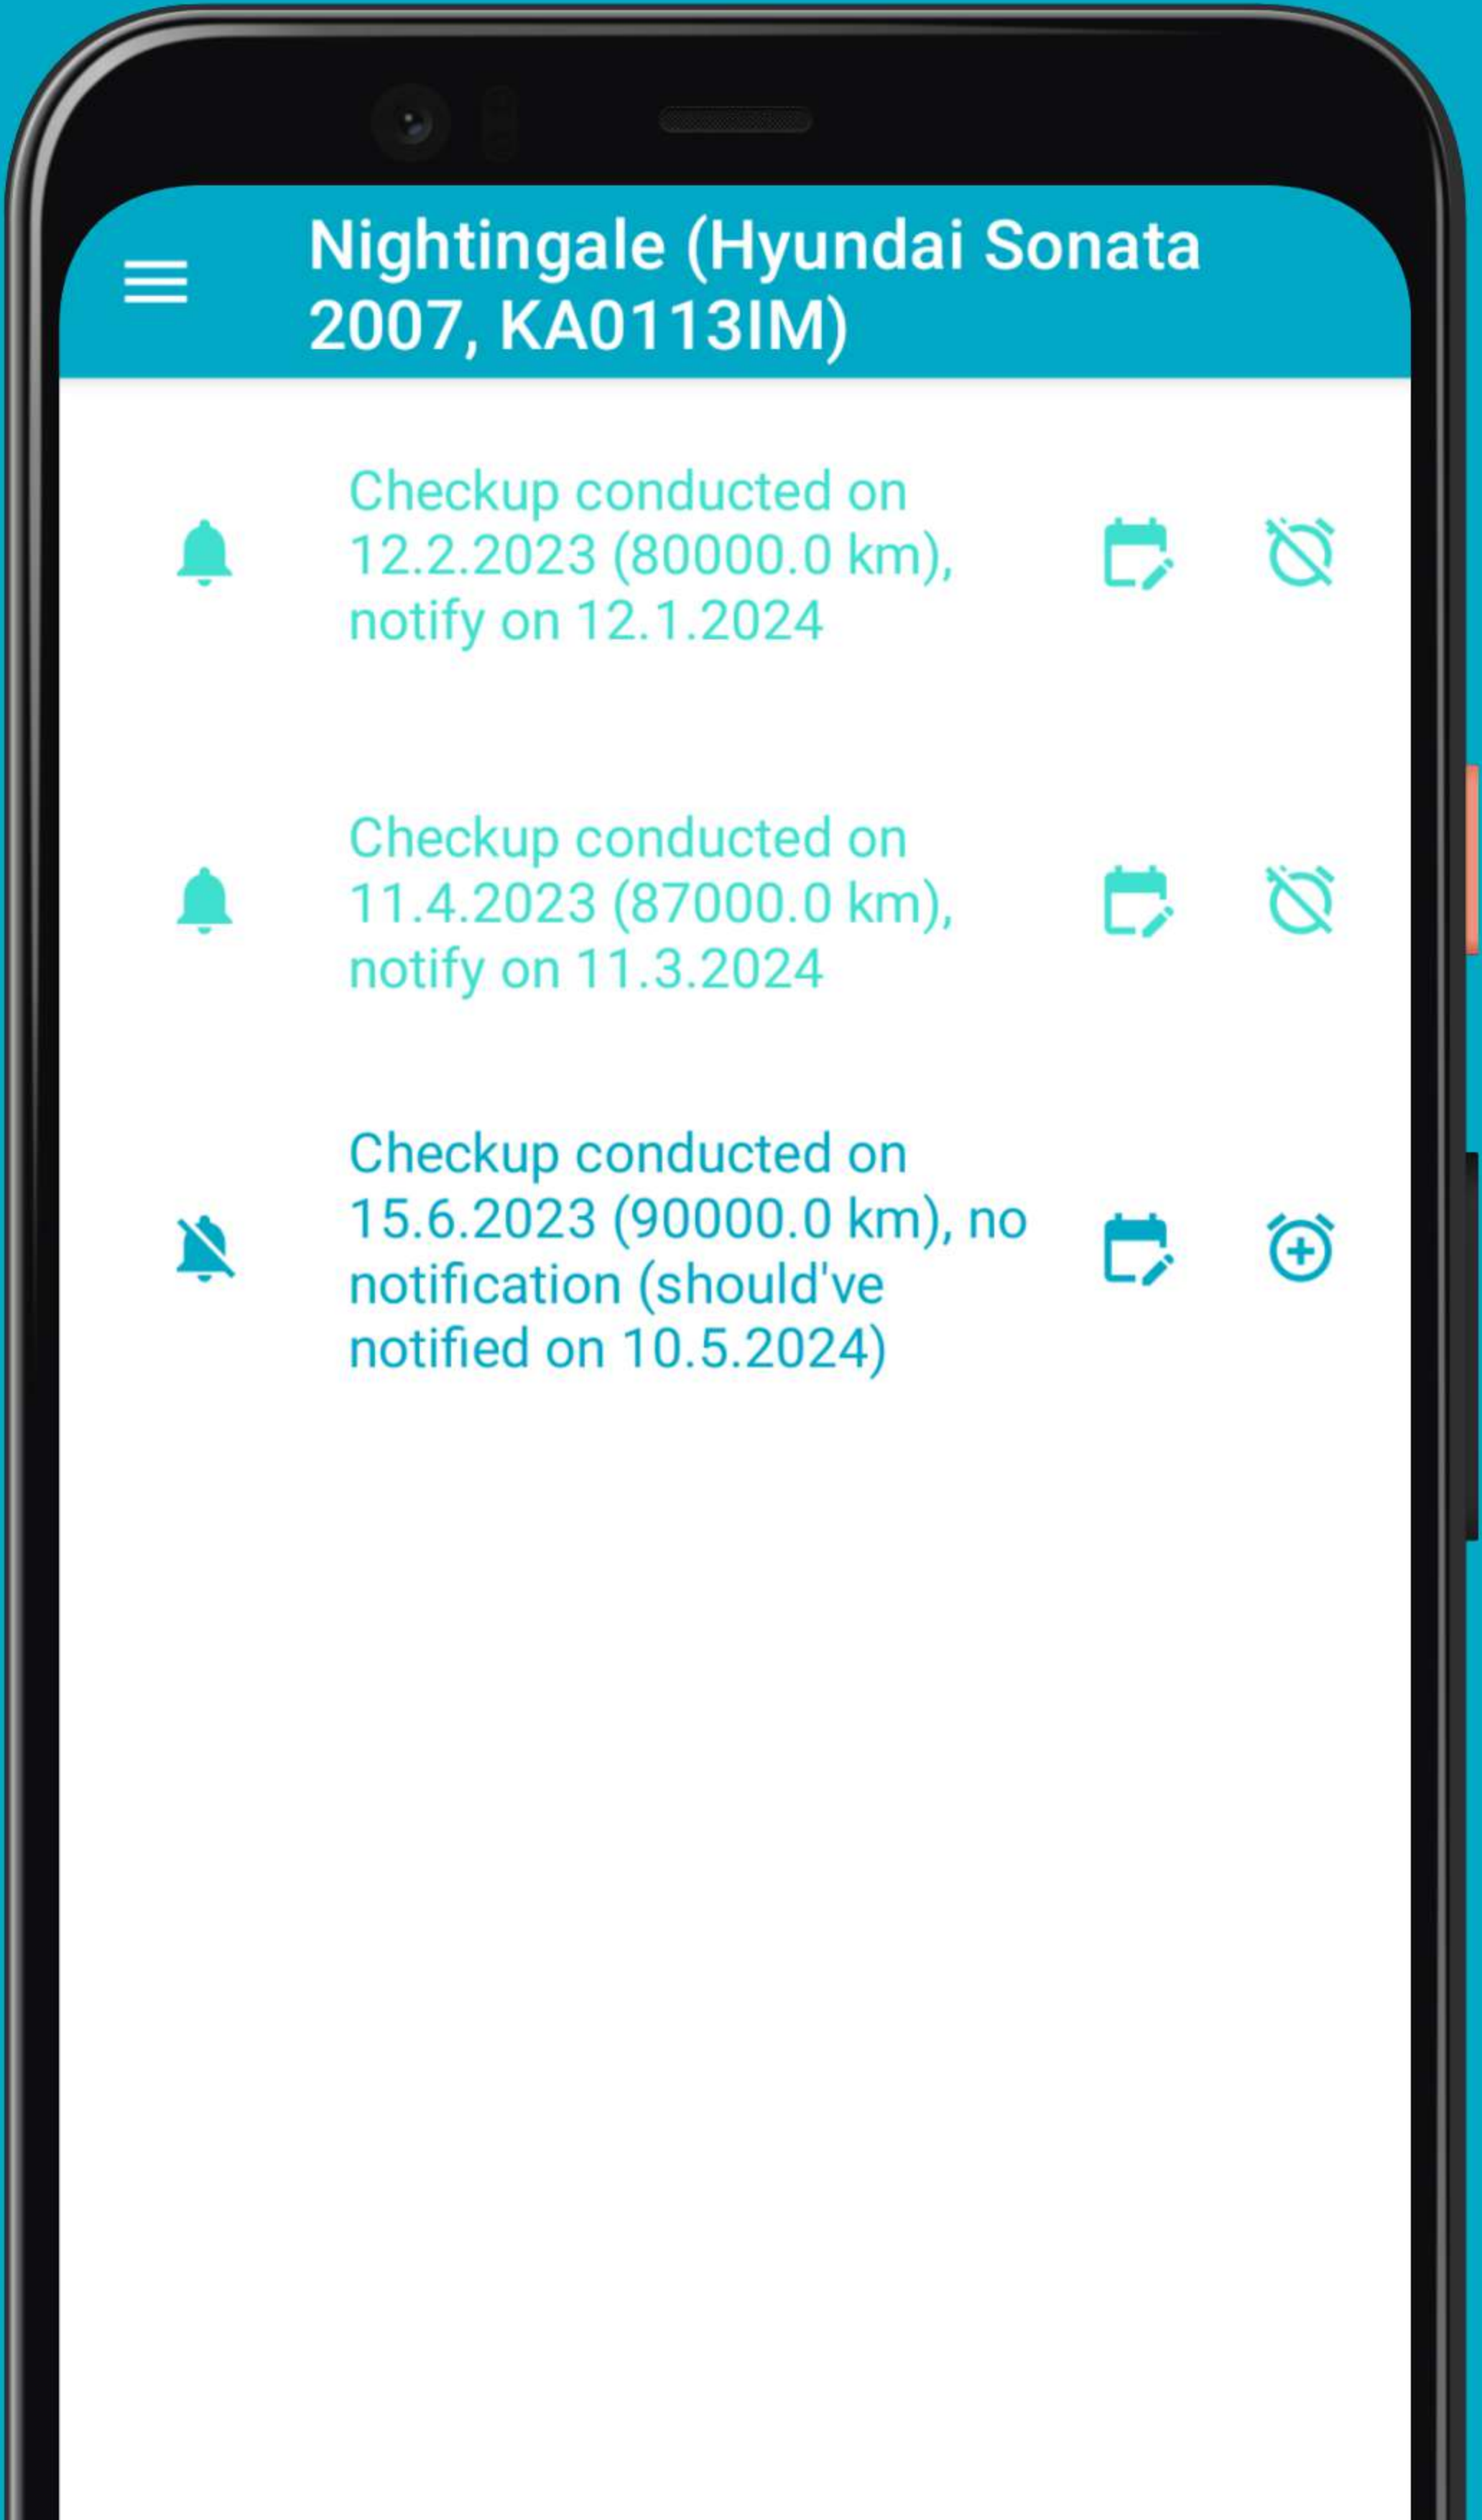 Nightingale (Hyundai Sonata
2007, KA0113IM)
Checkup conducted on
12.2.2023 (80000.0 km),
notify on 12.1.2024
Checkup conducted on
11.4.2023 (87000.0 km),
notify on 11.3.2024
Checkup conducted on
15.6.2023 (90000.0 km), no
notification (should've
notified on 10.5.2024)